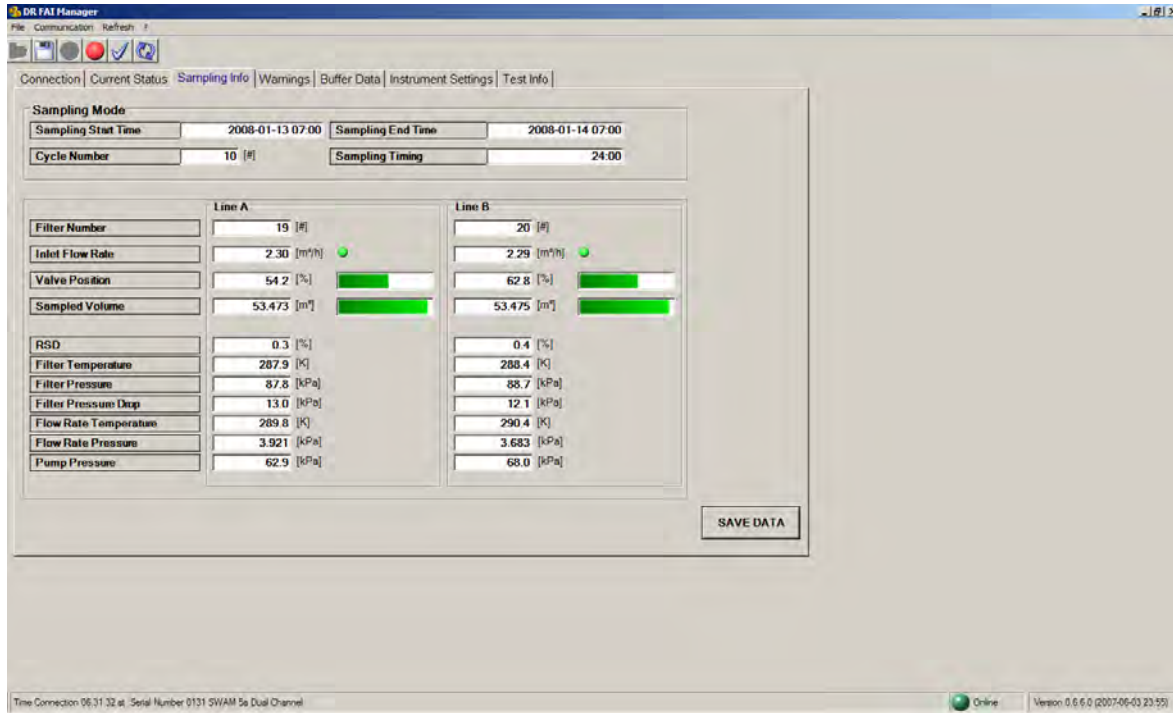 DR FAI Manager
File Communication Refresh ?
Connection Current Status Sampling Info Warnings Buffer Data Instrument Settings Test Info
Sampling Mode
Sampling Start Time 2008-01-13 07:00 Sampling End Time 2008-01-14 07:00
Cycle Number 10 [#] Sampling Timing 24:00
Line A Line B
Filter Number 19 [#] 20 [#]
Inlet Flow Rate 2.30 [m³/h] 2.29 [m³/h]
Valve Position 54.2 [%] 62.8 [%]
Sampled Volume 53.473 [m³] 53.475 [m³]
RSD 0.3 [%] 0.4 [%]
Filter Temperature 287.9 [K] 288.4 [K]
Filter Pressure 87.8 [kPa] 88.7 [kPa]
Filter Pressure Drop 13.0 [kPa] 12.1 [kPa]
Flow Rate Temperature 289.8 [K] 290.4 [K]
Flow Rate Pressure 3.921 [kPa] 3.683 [kPa]
Pump Pressure 62.9 [kPa] 68.0 [kPa]
SAVE DATA
Time Connection 06.31.32 at Serial Number 0131 SWAM 5a Dual Channel Online Version 0.6.6.0 (2007-06-03 23:55)